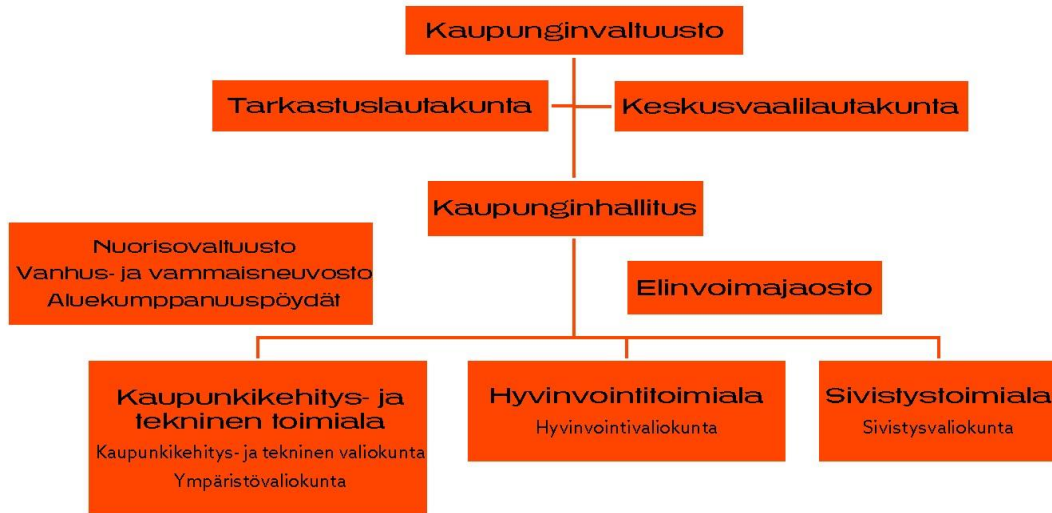 Kaupunginvaltuusto
Tarkastuslautakunta
Keskusvaalilautakunta
Kaupunginhallitus
Nuorisovaltuusto
Vanhus- ja vammaisneuvosto
Aluekumppanuuspöydät
Elinvoimajaosto
Kaupunkikehitys- ja
tekninen toimiala
Kaupunkikehitys- ja tekninen valiokunta
Ympäristövaliokunta
Hyvinvointitoimiala
Hyvinvointivaliokunta
Sivistystoimiala
Sivistysvaliokunta